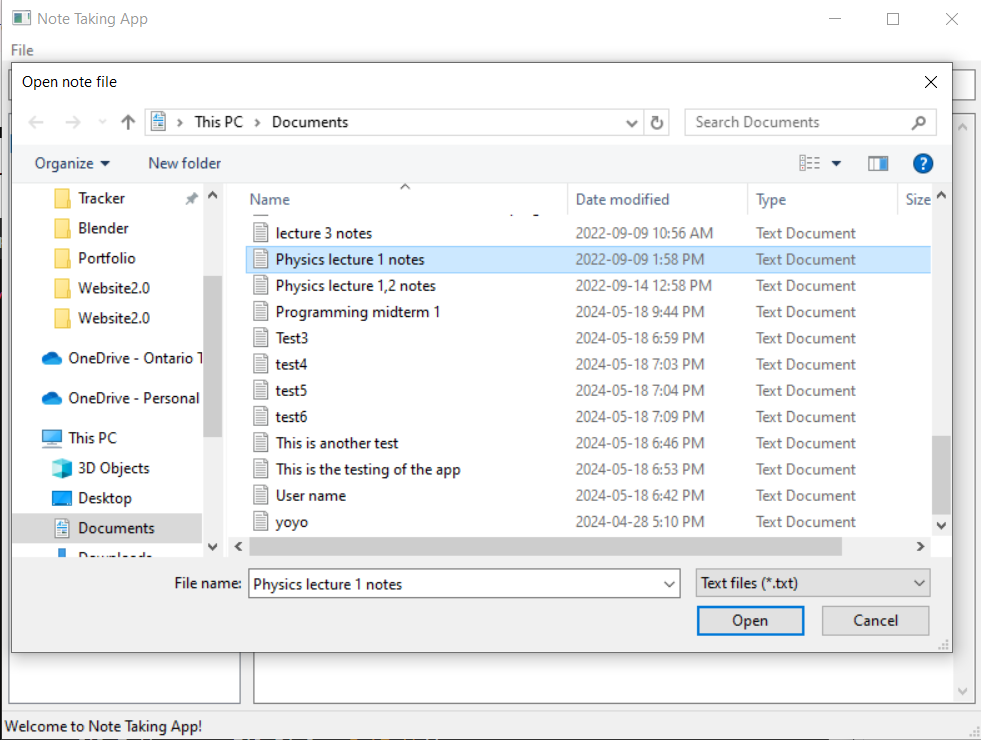 Note Taking App
File
Open note file
This PC > Documents
Search Documents
Organize New folder
Name Date modified Type Size
Tracker
Blender
Portfolio
Website2.0
Website2.0
OneDrive - Ontario T
OneDrive - Personal
This PC
3D Objects
Desktop
Documents
Downloads
lecture 3 notes 2022-09-09 10:56 AM Text Document
Physics lecture 1 notes 2022-09-09 1:58 PM Text Document
Physics lecture 1,2 notes 2022-09-14 12:58 PM Text Document
Programming midterm 1 2024-05-18 9:44 PM Text Document
Test3 2024-05-18 6:59 PM Text Document
test4 2024-05-18 7:03 PM Text Document
test5 2024-05-18 7:04 PM Text Document
test6 2024-05-18 7:09 PM Text Document
This is another test 2024-05-18 6:46 PM Text Document
This is the testing of the app 2024-05-18 6:53 PM Text Document
User name 2024-05-18 6:42 PM Text Document
yoyo 2024-04-28 5:10 PM Text Document
File name: Physics lecture 1 notes Text files (*.txt)
Open Cancel
Welcome to Note Taking App!